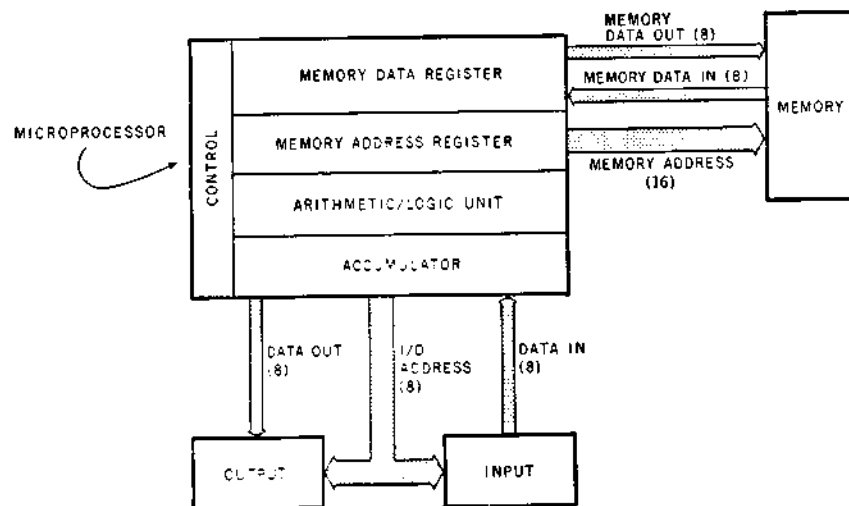 MEMORY
DATA OUT (8)
MEMORY DATA REGISTER
MEMORY DATA IN (8)
MEMORY
MICROPROCESSOR
CONTROL
MEMORY ADDRESS REGISTER
MEMORY ADDRESS
(16)
ARITHMETIC/LOGIC UNIT
ACCUMULATOR
DATA OUT
(8)
I/O
ADDRESS
(8)
DATA IN
(8)
OUTPUT
INPUT